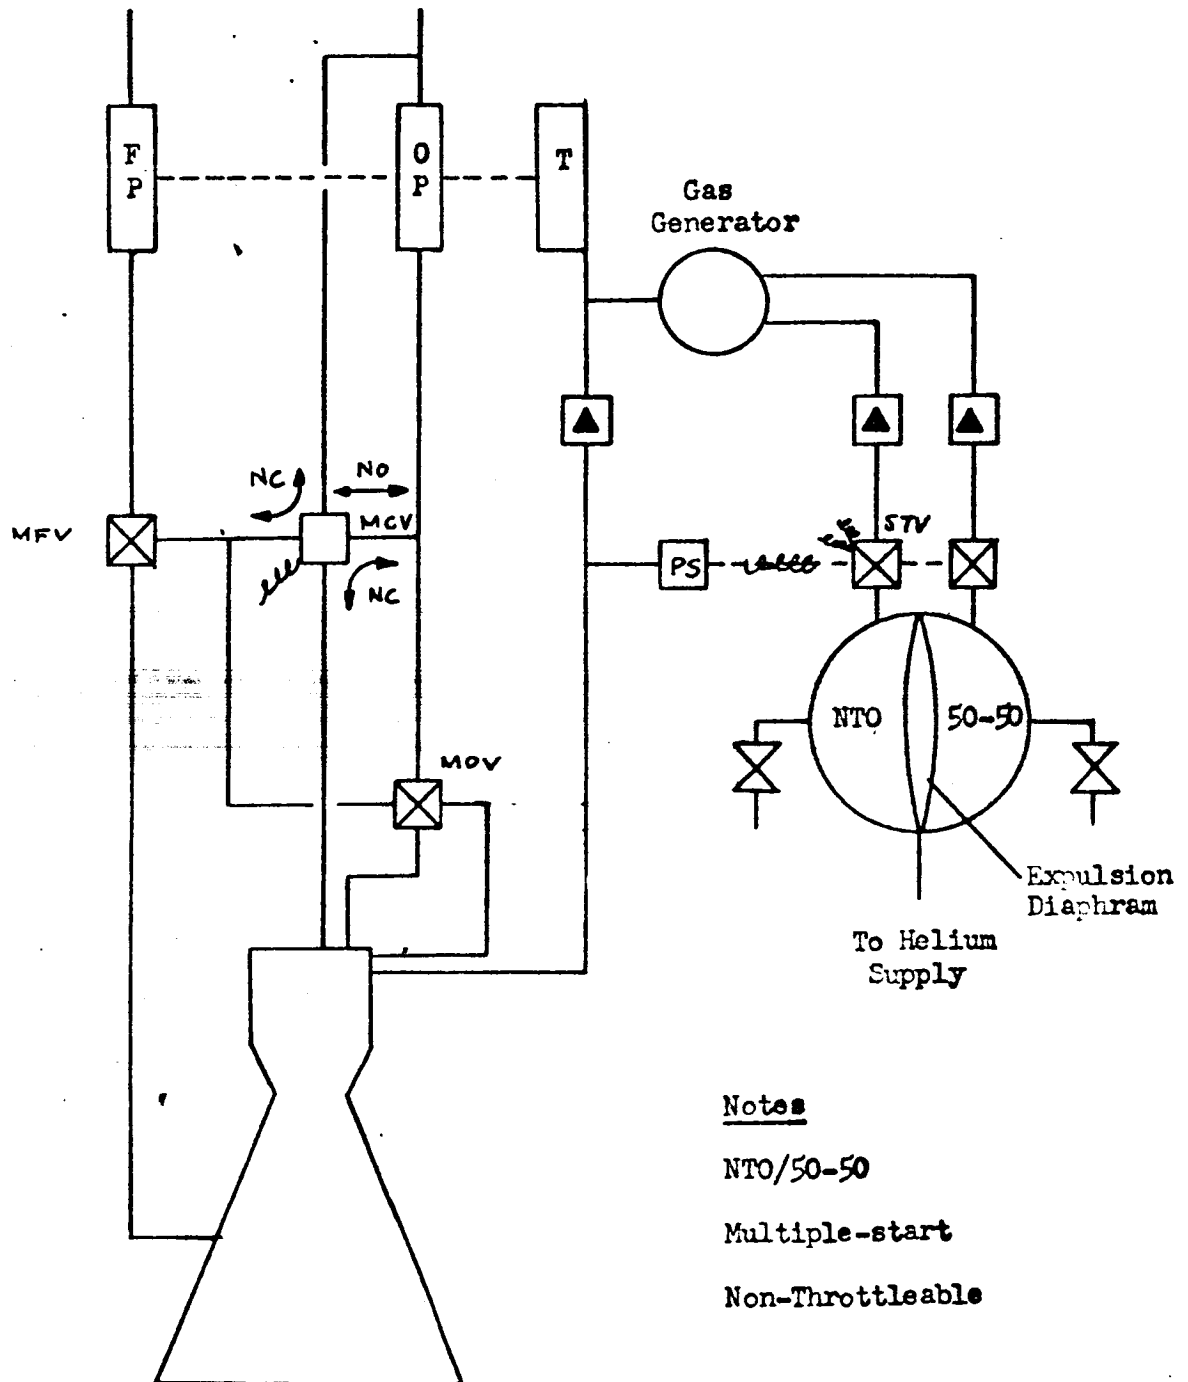 F
P
O
P
T
Gas
Generator
NC
NO
MFV
MCV
NC
STV
PS
NTO
50-50
MOV
Expulsion
Diaphram
To Helium
Supply
Notes
NTO/50-50
Multiple-start
Non-Throttleable